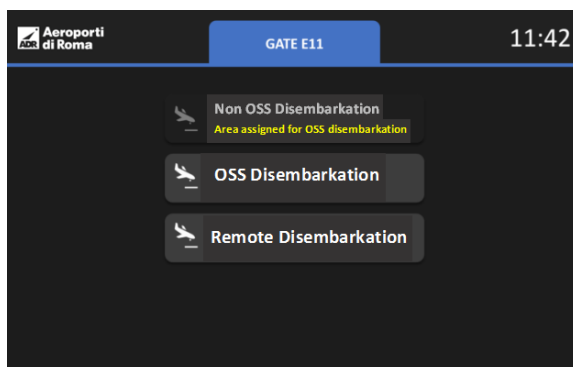 Aeroporti
ADR di Roma
GATE E11
11:42
Non OSS Disembarkation
Area assigned for OSS disembarkation
OSS Disembarkation
Remote Disembarkation